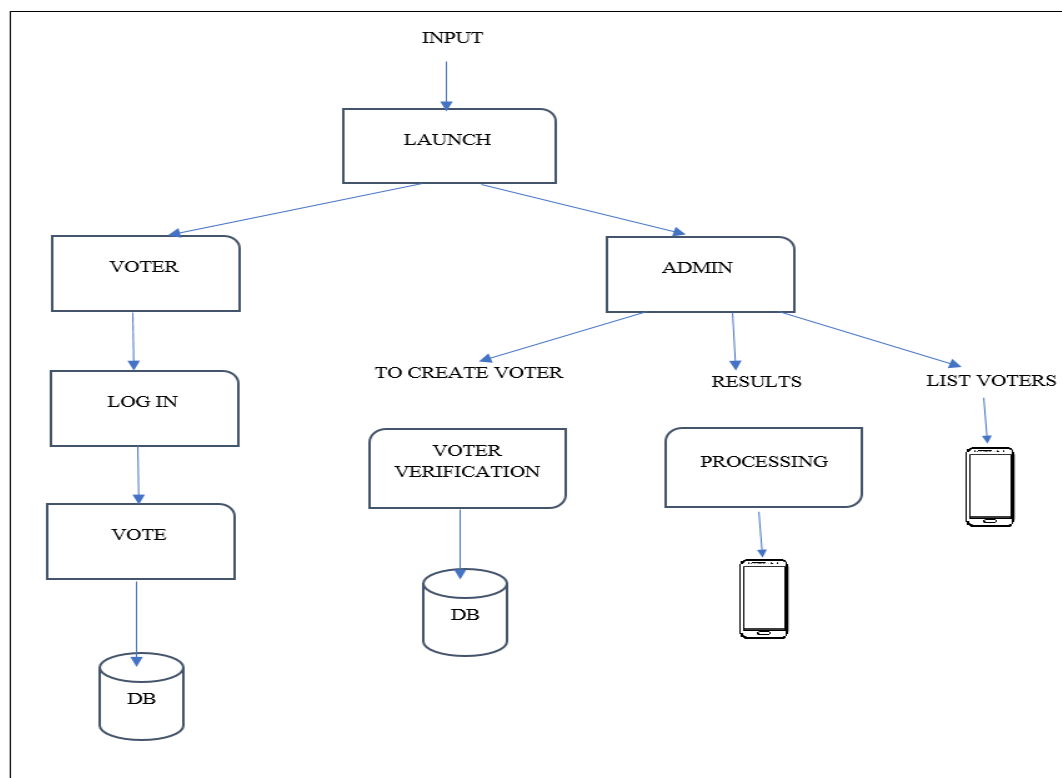 INPUT
LAUNCH
VOTER
ADMIN
TO CREATE VOTER
RESULTS
LIST VOTERS
LOG IN
VOTER
VERIFICATION
PROCESSING
VOTE
DB
DB